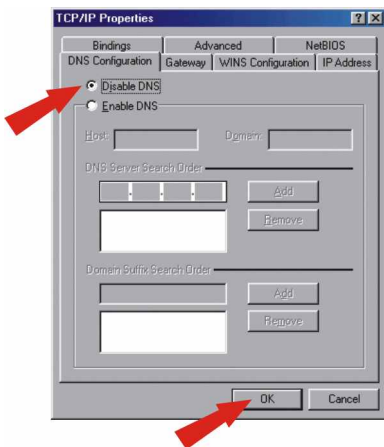 TCP/IP Properties
Bindings Advanced NetBIOS
DNS Configuration Gateway WINS Configuration IP Address
Disable DNS
Enable DNS
Host: Domain:
DNS Server Search Order
Add
Remove
Domain Suffix Search Order
Add
Remove
OK Cancel